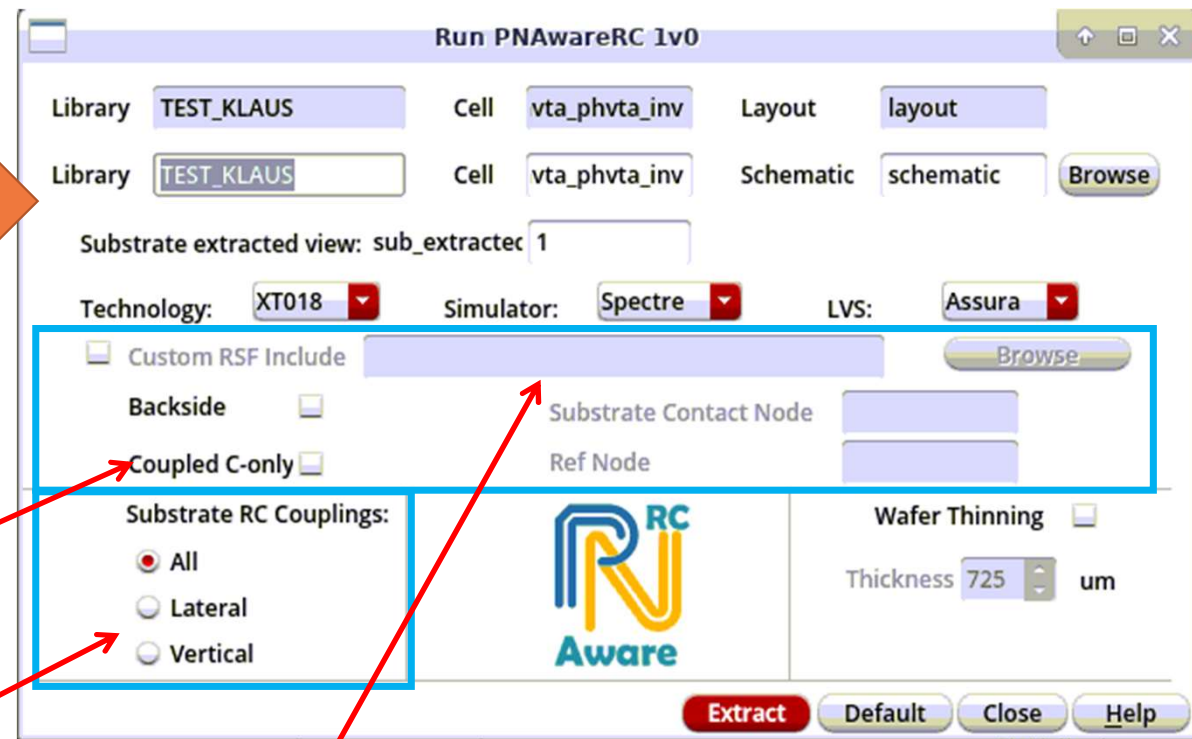 Run PNAwareRC 1v0
Library TEST_KLAUS Cell vta_phvta_inv Layout layout
Library TEST_KLAUS Cell vta_phvta_inv Schematic schematic Browse
Substrate extracted view: sub_extractec 1
Technology: XT018 Simulator: Spectre LVS: Assura
Custom RSF Include Browse
Backside Substrate Contact Node
Coupled C-only Ref Node
Substrate RC Couplings: Wafer Thinning
All Thickness 725 um
Lateral
Vertical
PN RC
Aware
Extract Default Close Help